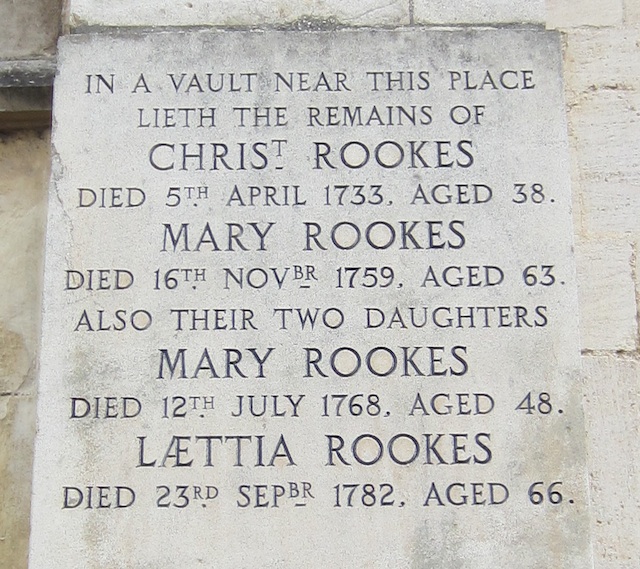 IN A VAULT NEAR THIS PLACE
LIETH THE REMAINS OF
CHRISᵀ ROOKES
DIED 5ᵀᴴ APRIL 1733, AGED 38.
MARY ROOKES
DIED 16ᵀᴴ NOVᴮᴿ 1759, AGED 63.
ALSO THEIR TWO DAUGHTERS
MARY ROOKES
DIED 12ᵀᴴ JULY 1768, AGED 48.
LÆTTIA ROOKES
DIED 23ᴿᴰ SEPᴮᴿ 1782, AGED 66.